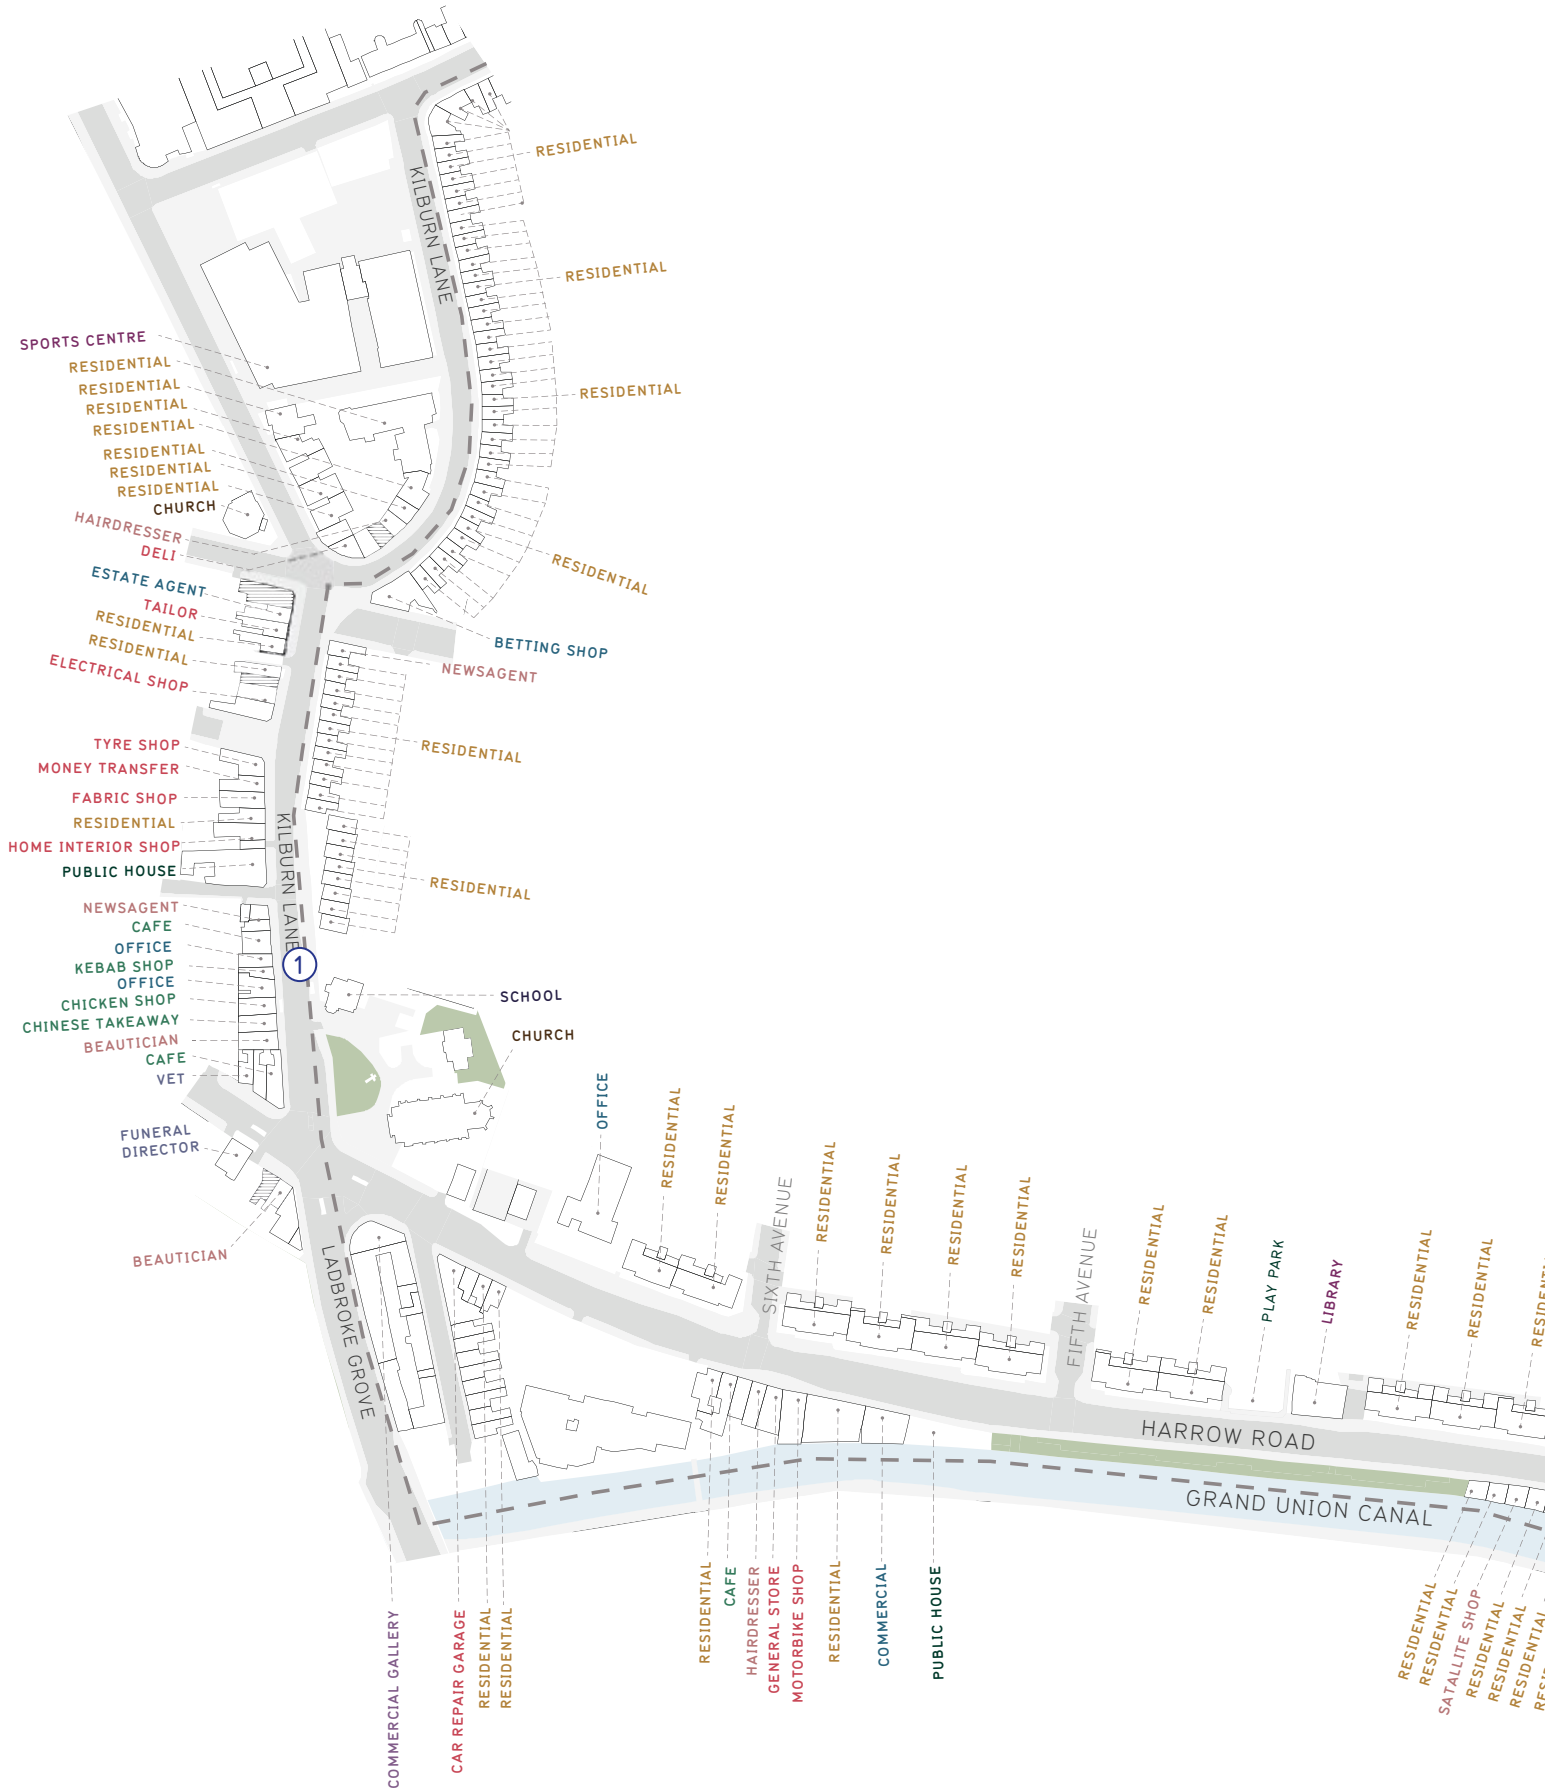 RESIDENTIAL
KILBURN LANE
RESIDENTIAL
SPORTS CENTRE
RESIDENTIAL
RESIDENTIAL
RESIDENTIAL
RESIDENTIAL
RESIDENTIAL
RESIDENTIAL
RESIDENTIAL
RESIDENTIAL
CHURCH
HAIRDRESSER
DELI
RESIDENTIAL
ESTATE AGENT
TAILOR
RESIDENTIAL
RESIDENTIAL
ELECTRICAL SHOP
BETTING SHOP
NEWSAGENT
TYRE SHOP
MONEY TRANSFER
FABRIC SHOP
RESIDENTIAL
HOME INTERIOR SHOP
PUBLIC HOUSE
RESIDENTIAL
KILBURN LANE
RESIDENTIAL
NEWSAGENT
CAFE
OFFICE
KEBAB SHOP
OFFICE
CHICKEN SHOP
CHINESE TAKEAWAY
BEAUTICIAN
CAFE
VET
1
SCHOOL
CHURCH
FUNERAL
DIRECTOR
BEAUTICIAN
OFFICE
RESIDENTIAL
RESIDENTIAL
SIXTH AVENUE
RESIDENTIAL
RESIDENTIAL
RESIDENTIAL
RESIDENTIAL
FIFTH AVENUE
RESIDENTIAL
RESIDENTIAL
PLAY PARK
LIBRARY
RESIDENTIAL
RESIDENTIAL
RESIDENT
LADBROKE GROVE
HARROW ROAD
GRAND UNION CANAL
COMMERCIAL GALLERY
CAR REPAIR GARAGE
RESIDENTIAL
RESIDENTIAL
RESIDENTIAL
CAFE
HAIRDRESSER
GENERAL STORE
MOTORBIKE SHOP
RESIDENTIAL
COMMERCIAL
PUBLIC HOUSE
RESIDENTIAL
RESIDENTIAL
SATALLITE SHOP
RESIDENTIAL
RESIDENTIAL
RESIDENTIAL